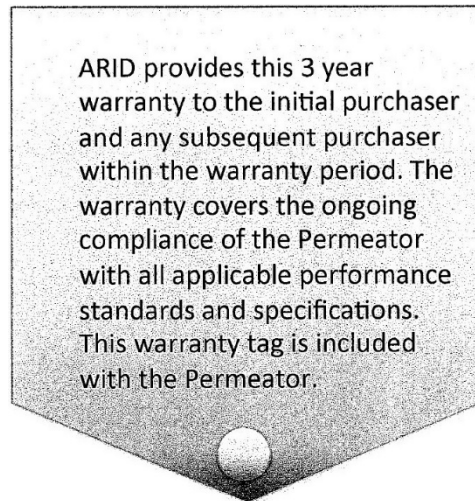 ARID provides this 3 year
warranty to the initial purchaser
and any subsequent purchaser
within the warranty period. The
warranty covers the ongoing
compliance of the Permeator
with all applicable performance
standards and specifications.
This warranty tag is included
with the Permeator.